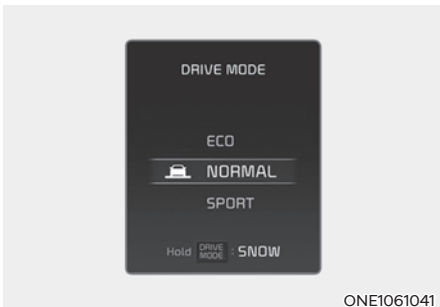 DRIVE MODE
ECO
NORMAL
SPORT
Hold DRIVE MODE : SNOW
ONE1061041